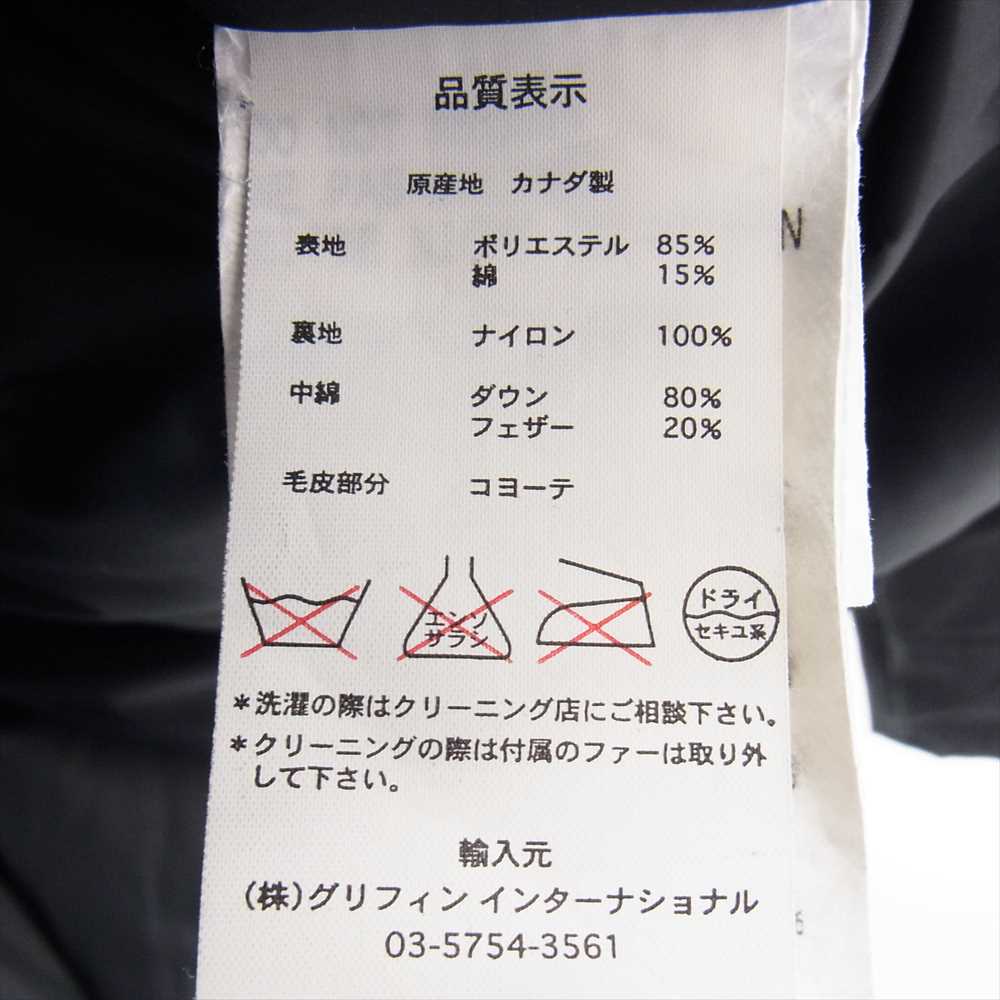 品質表示
原産地 カナダ製
表地 ポリエステル 85%
綿 15%
裏地 ナイロン 100%
中綿 ダウン 80%
フェザー 20%
毛皮部分 コヨーテ
エンソ
サラシ
ドライ
セキユ系
*洗濯の際はクリーニング店にご相談下さい。
*クリーニングの際は付属のファーは取り外
して下さい。
輸入元
(株)グリフィン インターナショナル
03-5754-3561
N
6